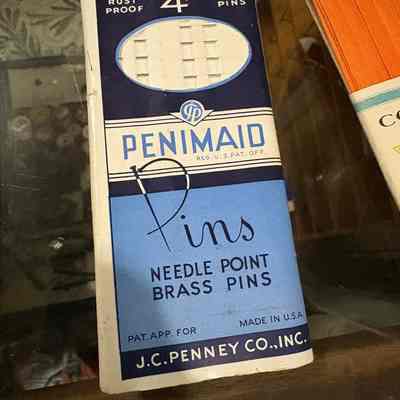 RUST PROOF
4
PINS
PENIMAID
REG. U.S. PAT. OFF.
Pins
NEEDLE POINT
BRASS PINS
PAT. APP. FOR MADE IN U.S.A.
J.C. PENNEY CO., INC.
CO